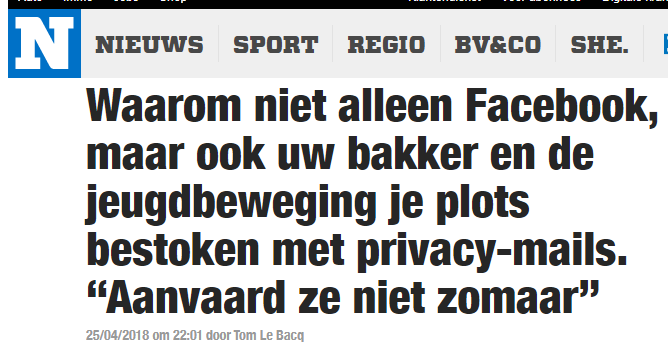 N
NIEUWS SPORT REGIO BV&CO SHE.
Waarom niet alleen Facebook,
maar ook uw bakker en de
jeugdbeweging je plots
bestoken met privacy-mails.
“Aanvaard ze niet zomaar”
25/04/2018 om 22:01 door Tom Le Bacq